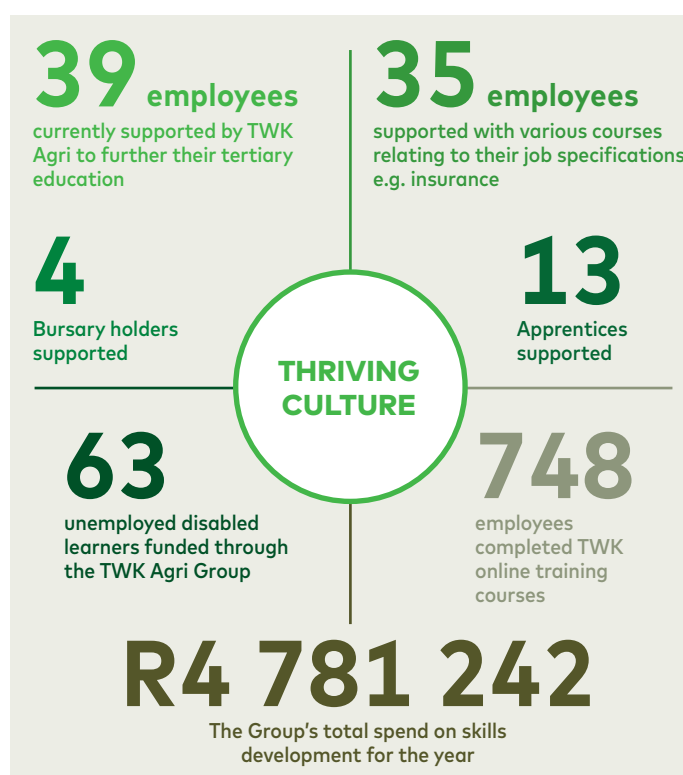 39 employees
currently supported by TWK
Agri to further their tertiary
education
35 employees
supported with various courses
relating to their job specifications
e.g. insurance
4
Bursary holders
supported
13
Apprentices
supported
THRIVING
CULTURE
63
unemployed disabled
learners funded through
the TWK Agri Group
748
employees
completed TWK
online training
courses
R4 781 242
The Group's total spend on skills
development for the year